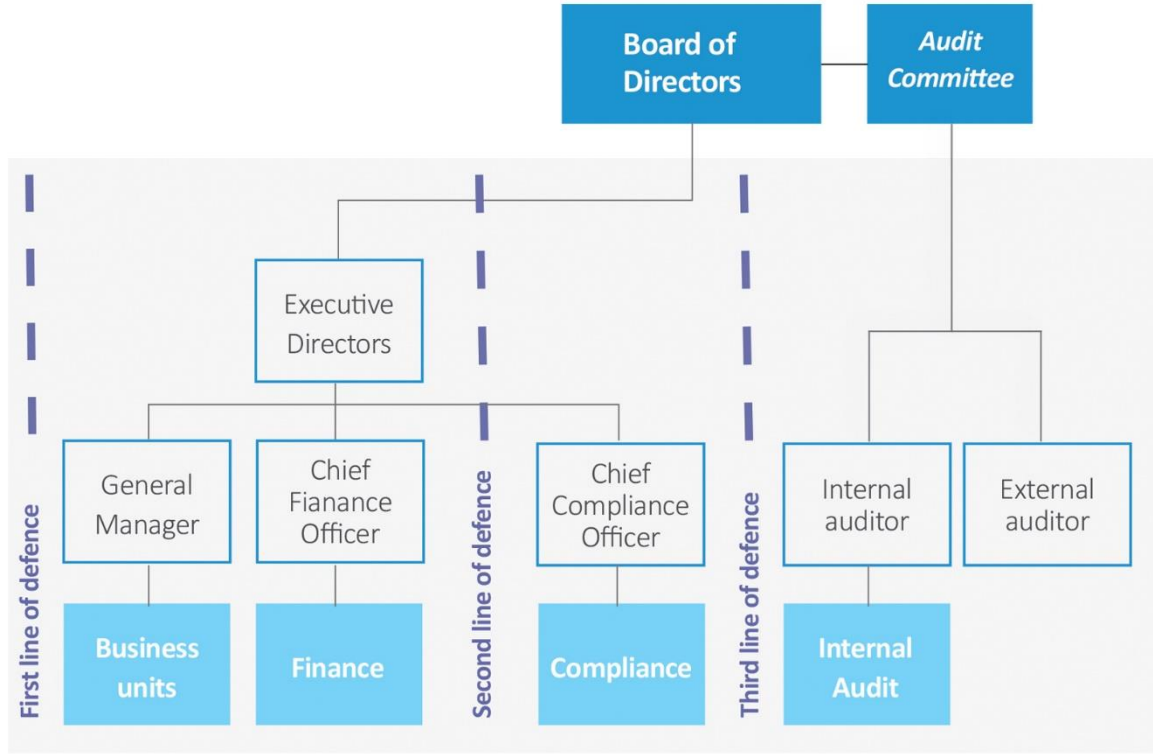 Board of
Directors
Audit
Committee
Executive
Directors
First line of defence
General
Manager
Chief
Fianance
Officer
Second line of defence
Chief
Compliance
Officer
Third line of defence
Internal
auditor
External
auditor
Business
units
Finance
Compliance
Internal
Audit